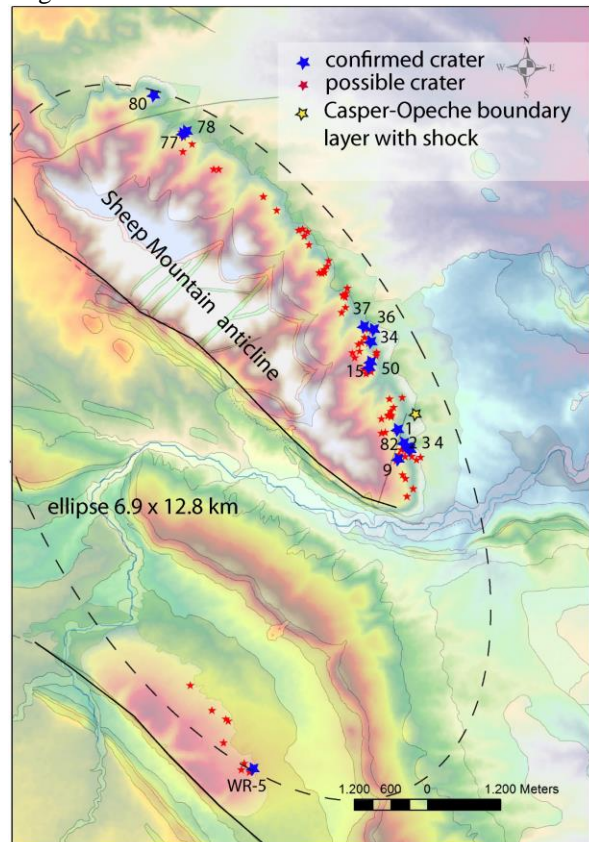 N
W E
S
confirmed crater
possible crater
Casper-Opeche boundary
layer with shock
80
78
77
Sheep Mountain anticline
37
36
34
15
50
1
82 2 3 4
9
ellipse 6.9 x 12.8 km
WR-5
1.200 600 0 1.200 Meters